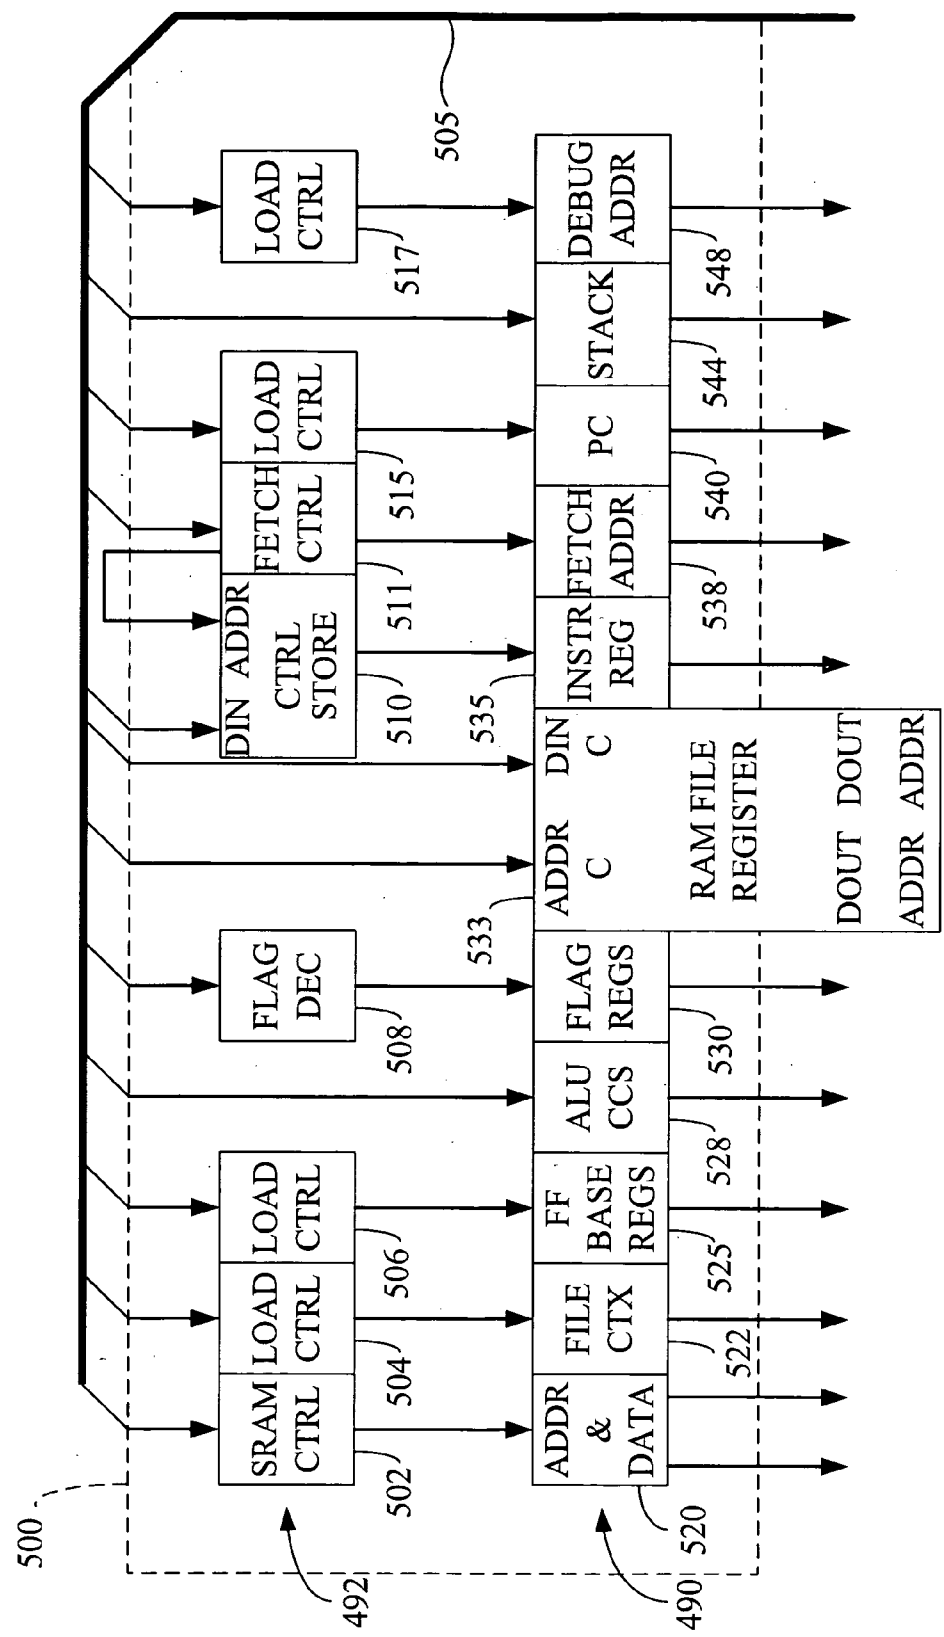 500
492
SRAM
CTRL
502
LOAD
CTRL
504
LOAD
CTRL
506
FLAG
DEC
508
DIN ADDR
CTRL
STORE
510
FETCH
CTRL
511
LOAD
CTRL
515
LOAD
CTRL
517
505
490
ADDR
&
DATA
520
FILE
CTX
522
FF
BASE
REGS
525
ALU
CCS
528
FLAG
REGS
530
533
ADDR DIN
C C
RAM FILE
REGISTER
DOUT DOUT
ADDR ADDR
535
INSTR
REG
FETCH
ADDR
538
PC
540
STACK
544
DEBUG
ADDR
548